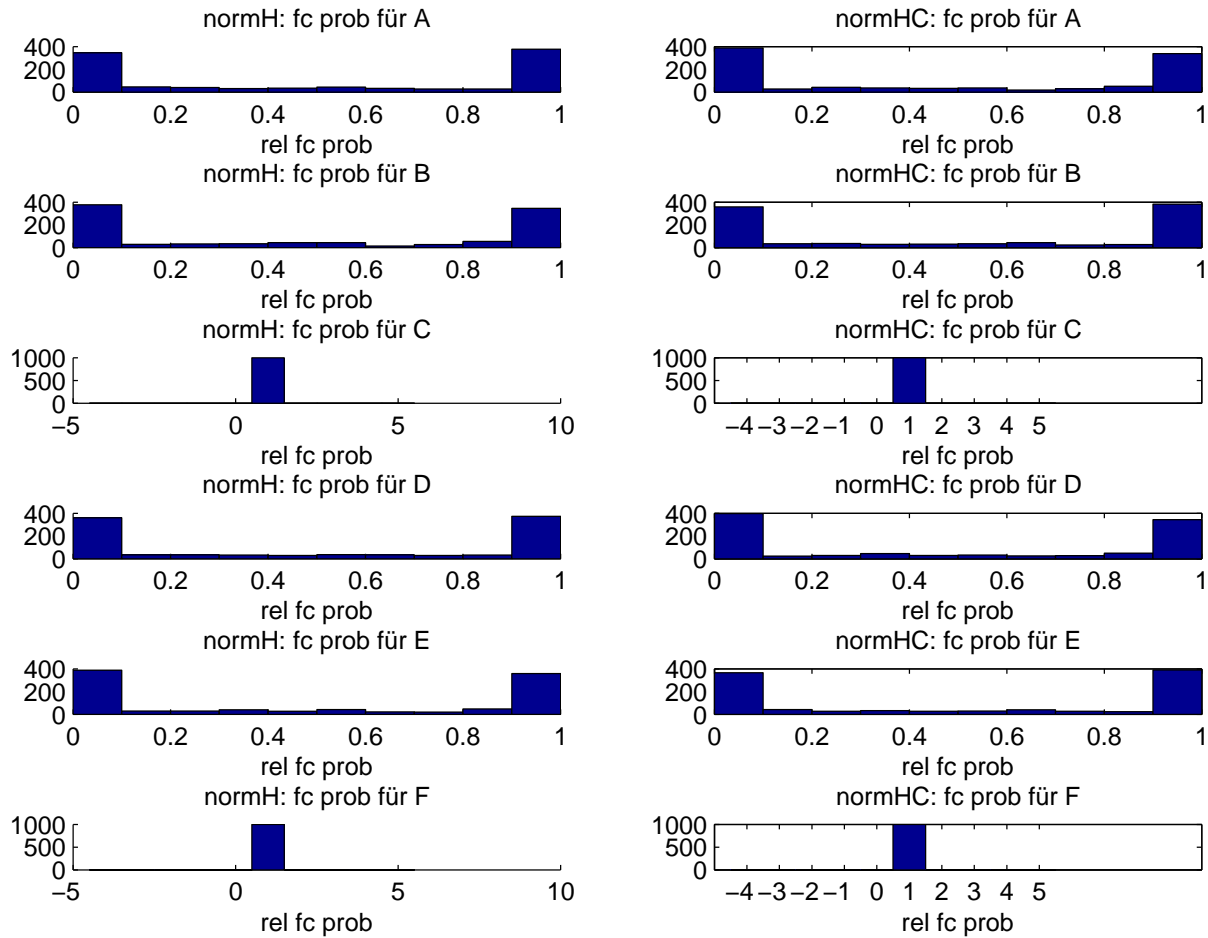 normH: fc prob für A
400
200
0
0 0.2 0.4 0.6 0.8 1
rel fc prob
normHC: fc prob für A
400
200
0
0 0.2 0.4 0.6 0.8 1
rel fc prob
normH: fc prob für B
400
200
0
0 0.2 0.4 0.6 0.8 1
rel fc prob
normHC: fc prob für B
400
200
0
0 0.2 0.4 0.6 0.8 1
rel fc prob
normH: fc prob für C
1000
500
0
−5 0 5 10
rel fc prob
normHC: fc prob für C
1000
500
0
−4 −3 −2 −1 0 1 2 3 4 5
rel fc prob
normH: fc prob für D
400
200
0
0 0.2 0.4 0.6 0.8 1
rel fc prob
normHC: fc prob für D
400
200
0
0 0.2 0.4 0.6 0.8 1
rel fc prob
normH: fc prob für E
400
200
0
0 0.2 0.4 0.6 0.8 1
rel fc prob
normHC: fc prob für E
400
200
0
0 0.2 0.4 0.6 0.8 1
rel fc prob
normH: fc prob für F
1000
500
0
−5 0 5 10
rel fc prob
normHC: fc prob für F
1000
500
0
−4 −3 −2 −1 0 1 2 3 4 5
rel fc prob